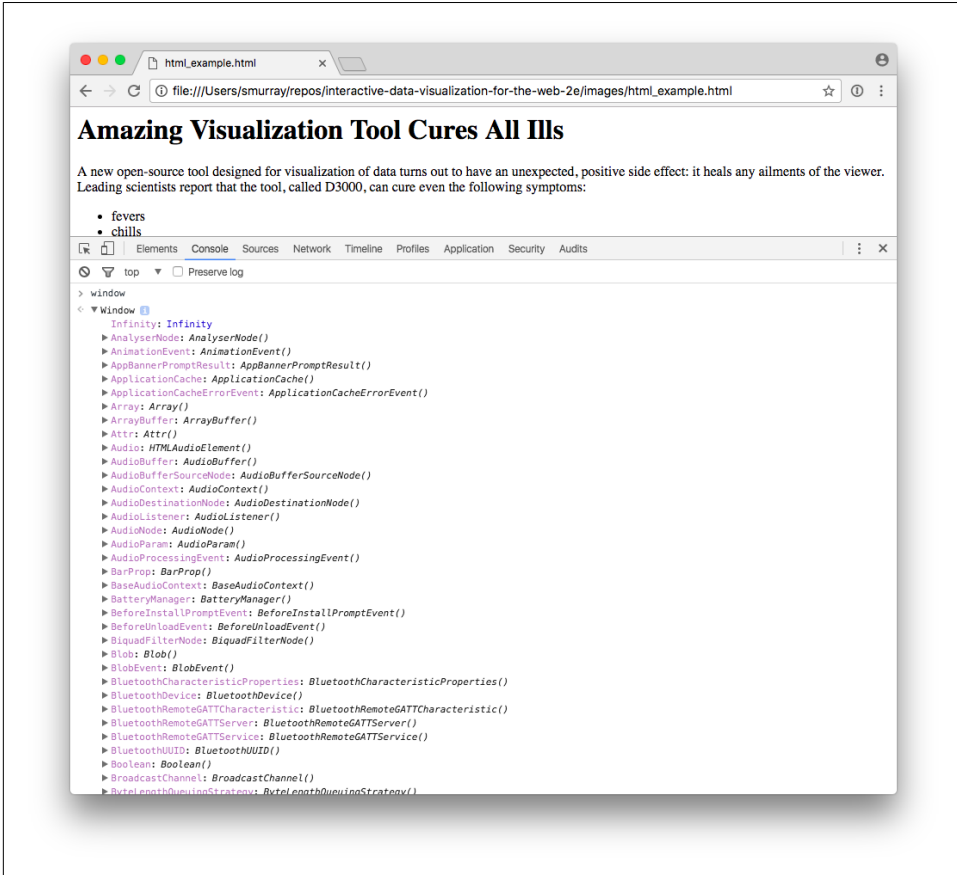 html_example.html
file:///Users/smurray/repos/interactive-data-visualization-for-the-web-2e/images/html_example.html
Amazing Visualization Tool Cures All Ills
A new open-source tool designed for visualization of data turns out to have an unexpected, positive side effect: it heals any ailments of the viewer.
Leading scientists report that the tool, called D3000, can cure even the following symptoms:
• fevers
• chills
Elements Console Sources Network Timeline Profiles Application Security Audits
top ▼ Preserve log
> window
Window i
Infinity: Infinity
AnalyserNode: AnalyserNode()
AnimationEvent: AnimationEvent()
AppBannerPromptResult: AppBannerPromptResult()
ApplicationCache: ApplicationCache()
ApplicationCacheErrorEvent: ApplicationCacheErrorEvent()
Array: Array()
ArrayBuffer: ArrayBuffer()
Attr: Attr()
Audio: HTMLAudioElement()
AudioBuffer: AudioBuffer()
AudioBufferSourceNode: AudioBufferSourceNode()
AudioContext: AudioContext()
AudioDestinationNode: AudioDestinationNode()
AudioListener: AudioListener()
AudioNode: AudioNode()
AudioParam: AudioParam()
AudioProcessingEvent: AudioProcessingEvent()
BarProp: BarProp()
BaseAudioContext: BaseAudioContext()
BatteryManager: BatteryManager()
BeforeInstallPromptEvent: BeforeInstallPromptEvent()
BeforeUnloadEvent: BeforeUnloadEvent()
BiquadFilterNode: BiquadFilterNode()
Blob: Blob()
BlobEvent: BlobEvent()
BluetoothCharacteristicProperties: BluetoothCharacteristicProperties()
BluetoothDevice: BluetoothDevice()
BluetoothRemoteGATTCharacteristic: BluetoothRemoteGATTCharacteristic()
BluetoothRemoteGATTServer: BluetoothRemoteGATTServer()
BluetoothRemoteGATTService: BluetoothRemoteGATTService()
BluetoothUUID: BluetoothUUID()
Boolean: Boolean()
BroadcastChannel: BroadcastChannel()
ByteLengthQueuingStrategy: ByteLengthQueuingStrategy()